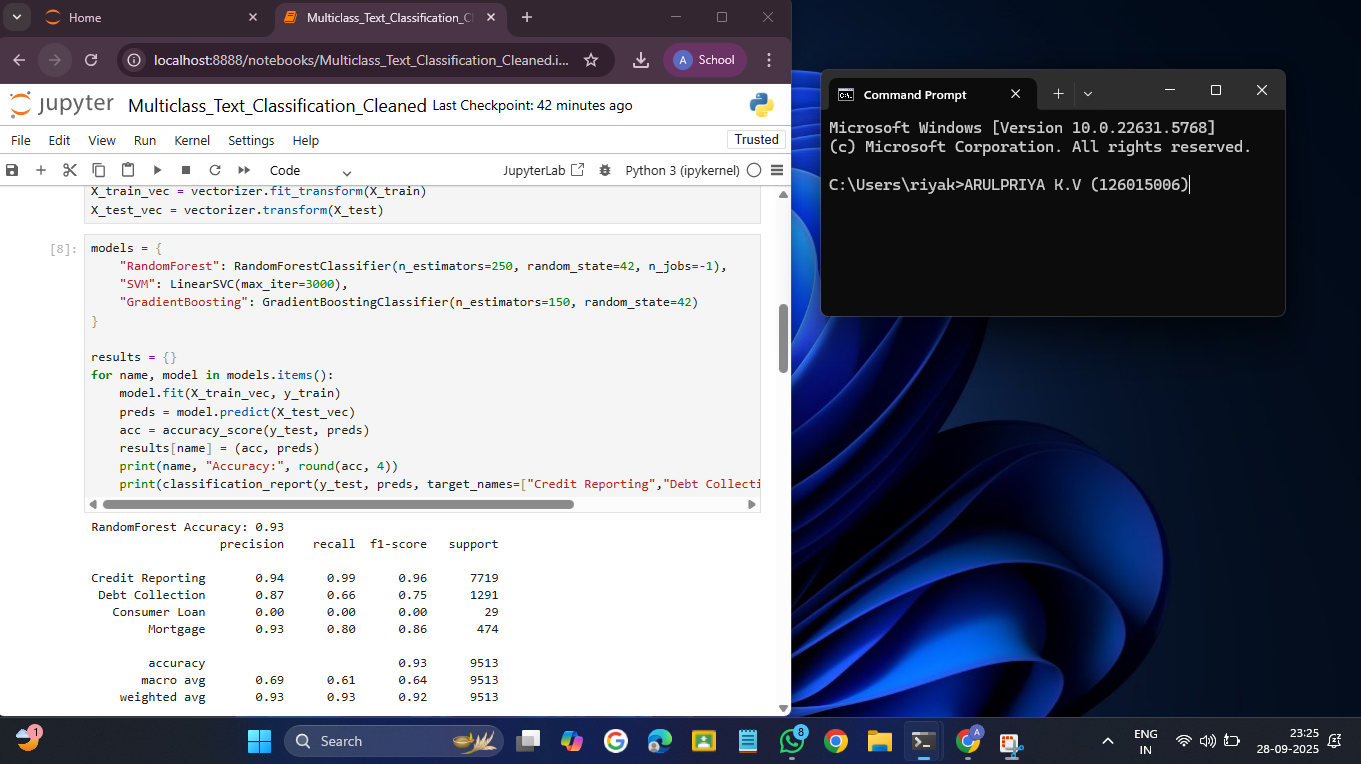 Home
Multiclass_Text_Classification_Cl
localhost:8888/notebooks/Multiclass_Text_Classification_Cleaned.i...
A School
jupyter Multiclass_Text_Classification_Cleaned Last Checkpoint: 42 minutes ago
File Edit View Run Kernel Settings Help
Trusted
Code
JupyterLab
Python 3 (ipykernel)
X_train_vec = vectorizer.fit_transform(X_train)
X_test_vec = vectorizer.transform(X_test)
[8]:
models = {
"RandomForest": RandomForestClassifier(n_estimators=250, random_state=42, n_jobs=-1),
"SVM": LinearSVC(max_iter=3000),
"GradientBoosting": GradientBoostingClassifier(n_estimators=150, random_state=42)
}
results = {}
for name, model in models.items():
model.fit(X_train_vec, y_train)
preds = model.predict(X_test_vec)
acc = accuracy_score(y_test, preds)
results[name] = (acc, preds)
print(name, "Accuracy:", round(acc, 4))
print(classification_report(y_test, preds, target_names=["Credit Reporting","Debt Collecti
RandomForest Accuracy: 0.93
precision recall f1-score support
Credit Reporting 0.94 0.99 0.96 7719
Debt Collection 0.87 0.66 0.75 1291
Consumer Loan 0.00 0.00 0.00 29
Mortgage 0.93 0.80 0.86 474
accuracy 0.93 9513
macro avg 0.69 0.61 0.64 9513
weighted avg 0.93 0.93 0.92 9513
Command Prompt
Microsoft Windows [Version 10.0.22631.5768]
(c) Microsoft Corporation. All rights reserved.
C:\Users\riyak>ARULPRIYA K.V (126015006)
1
Search
8
A
ENG
IN
23:25
28-09-2025